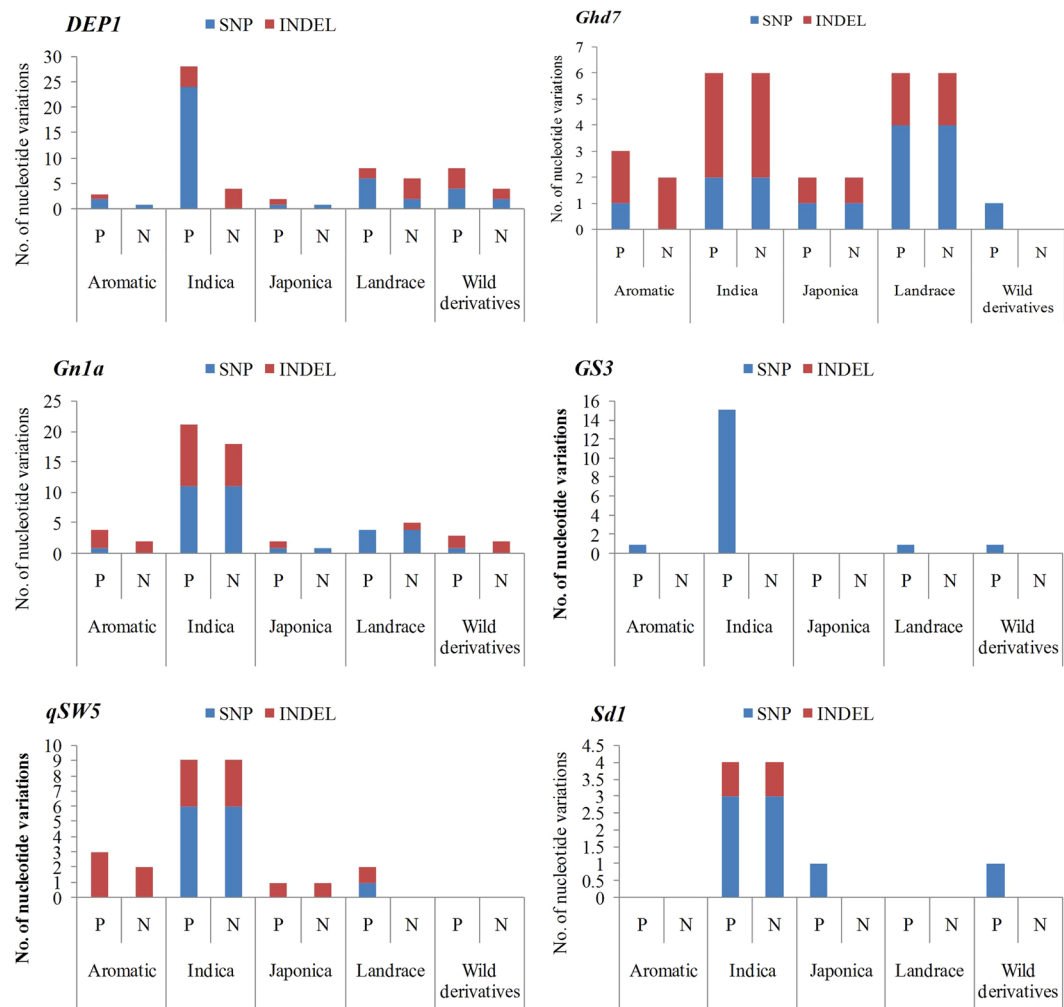 DEP1
SNP INDEL
No. of nucleotide variations
30
25
20
15
10
5
0
P N P N P N P N P N
Aromatic Indica Japonica Landrace Wild derivatives
Ghd7
SNP INDEL
No. of nucleotide variations
7
6
5
4
3
2
1
0
P N P N P N P N P N
Aromatic Indica Japonica Landrace Wild derivatives
Gn1a
SNP INDEL
No. of nucleotide variations
25
20
15
10
5
0
P N P N P N P N P N
Aromatic Indica Japonica Landrace Wild derivatives
GS3
SNP INDEL
No. of nucleotide variations
16
14
12
10
8
6
4
2
0
P N P N P N P N P N
Aromatic Indica Japonica Landrace Wild derivatives
qSW5
SNP INDEL
No. of nucleotide variations
10
9
8
7
6
5
4
3
2
1
0
P N P N P N P N P N
Aromatic Indica Japonica Landrace Wild derivatives
Sd1
SNP INDEL
No. of nucleotide variations
4.5
4
3.5
3
2.5
2
1.5
1
0.5
0
P N P N P N P N P N
Aromatic Indica Japonica Landrace Wild derivatives